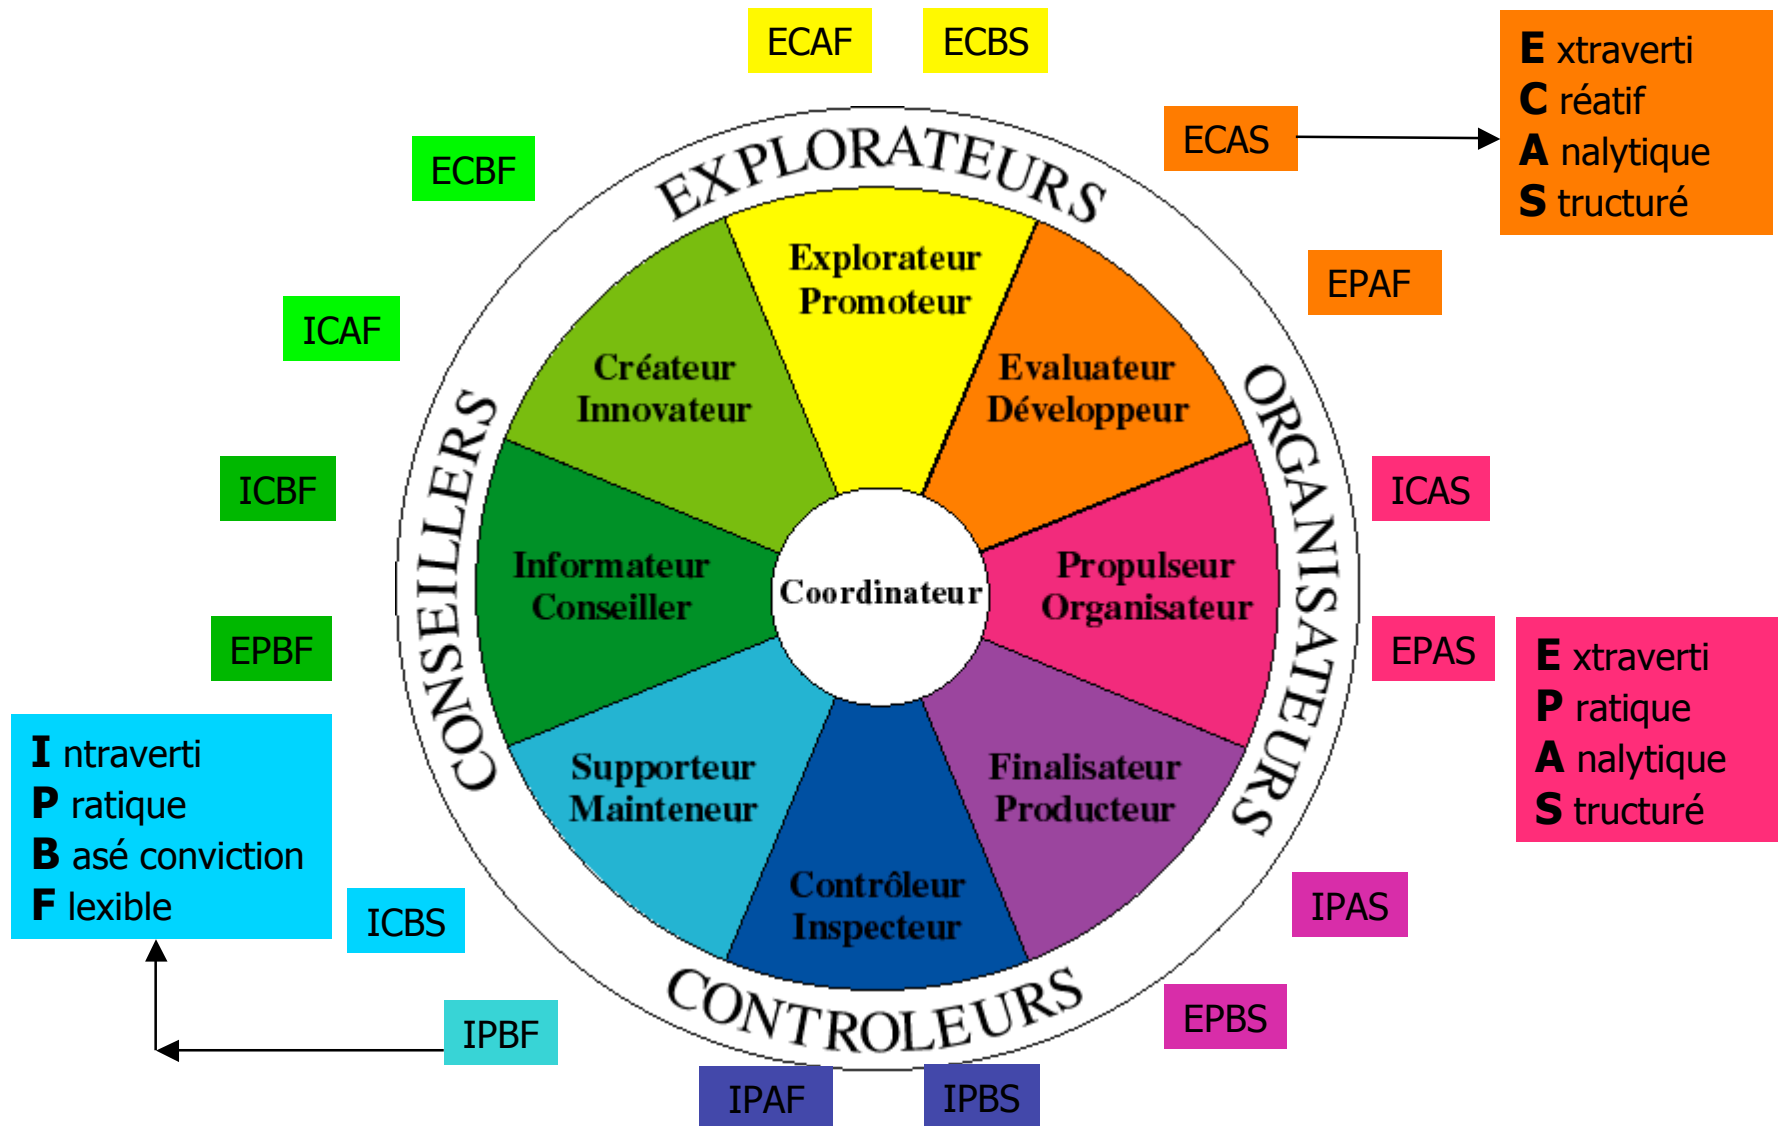 ECAF
ECBS
E xtraverti
C réatif
A nalytique
S tructuré
ECAS
ECBF
EXPLORATEURS
Explorateur
Promoteur
EPAF
ICAF
Créateur
Innovateur
Evaluateur
Développeur
CONSEILLERS
ORGANISATEURS
ICBF
ICAS
Informateur
Conseiller
Coordinateur
Propulseur
Organisateur
EPBF
EPAS
E xtraverti
P ratique
A nalytique
S tructuré
I ntraverti
P ratique
B asé conviction
F lexible
Supporteur
Mainteneur
Finalisateur
Producteur
Contrôleur
Inspecteur
ICBS
IPAS
CONTROLEURS
IPBF
EPBS
IPAF
IPBS